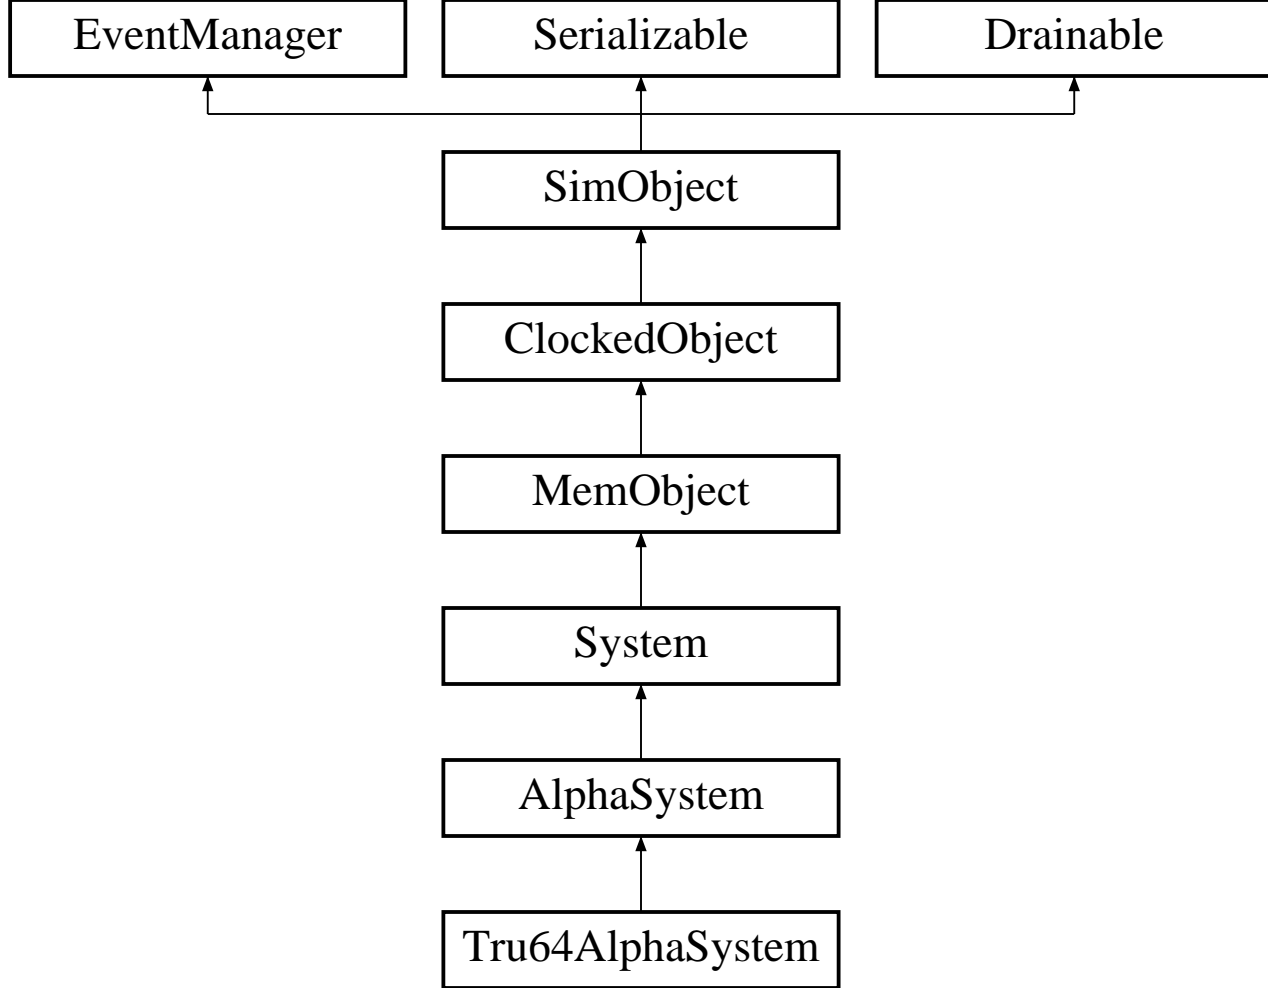 EventManager
Serializable
Drainable
SimObject
ClockedObject
MemObject
System
AlphaSystem
Tru64AlphaSystem